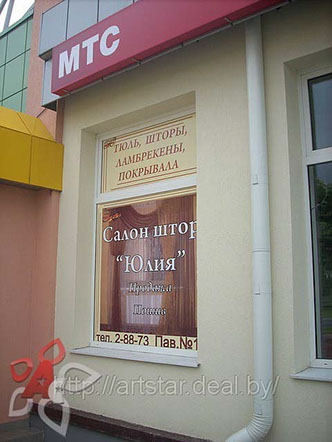 МТС
ТЮЛЬ, ШТОРЫ,
ЛАМБРЕКЕНЫ,
ПОКРЫВАЛА
Салон штор
"Юлия"
Продажа
Пошив
тел. 2-88-73 Пав.№1
http://artstar.deal.by/